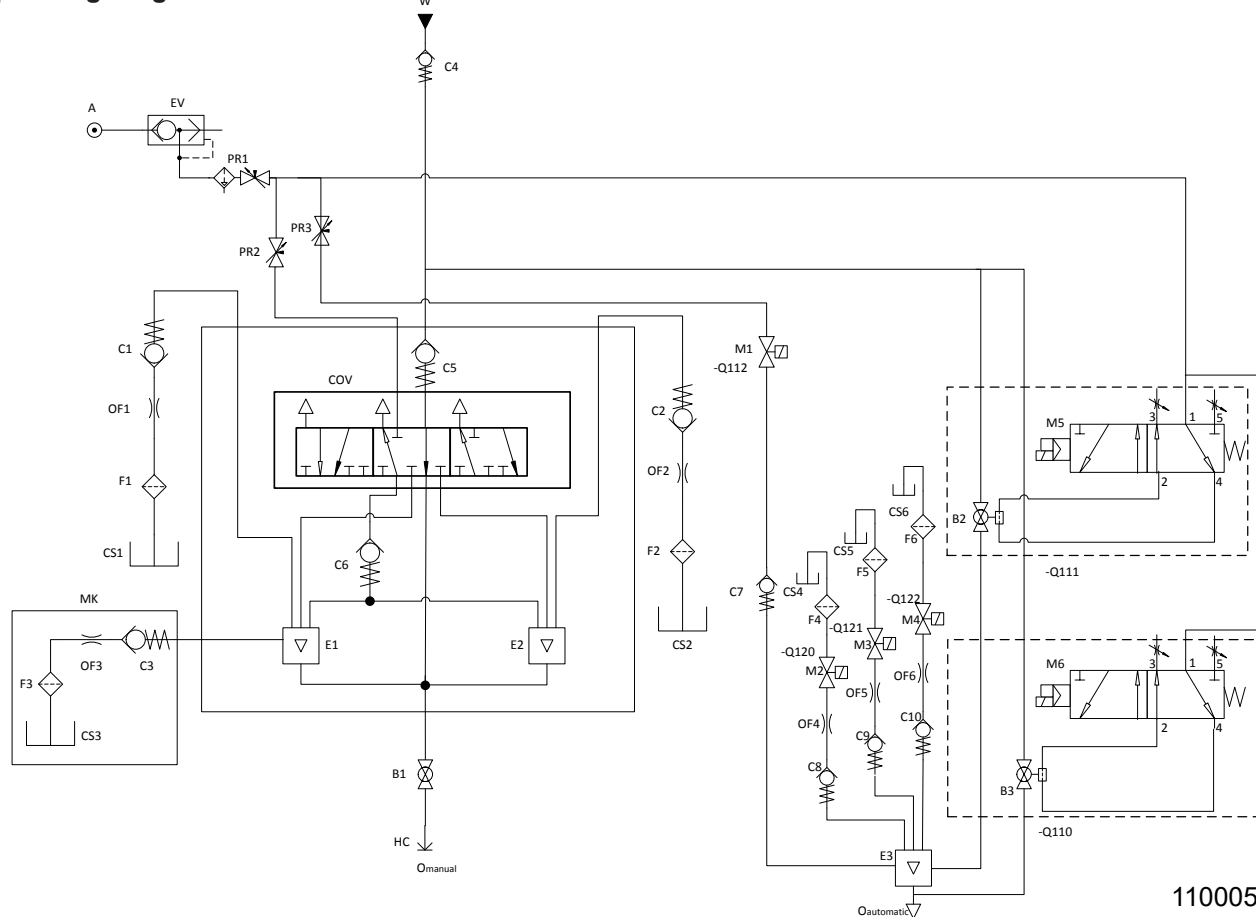 W
C4
A
EV
PR1
PR3
PR2
C1
C5
M1
-Q112
COV
OF1
C2
M5
3
1
5
F1
OF2
2
4
CS6
B2
F6
CS5
CS1
C6
F2
F5
-Q111
C7
CS4
MK
F4
-Q122
M4
E1
E2
CS2
-Q121
M3
OF3
C3
-Q120
M2
OF6
M6
3
1
5
F3
OF5
CS3
OF4
C10
2
4
C9
B1
C8
B3
HC
-Q110
Omanual
E3
Oautomatic
110005